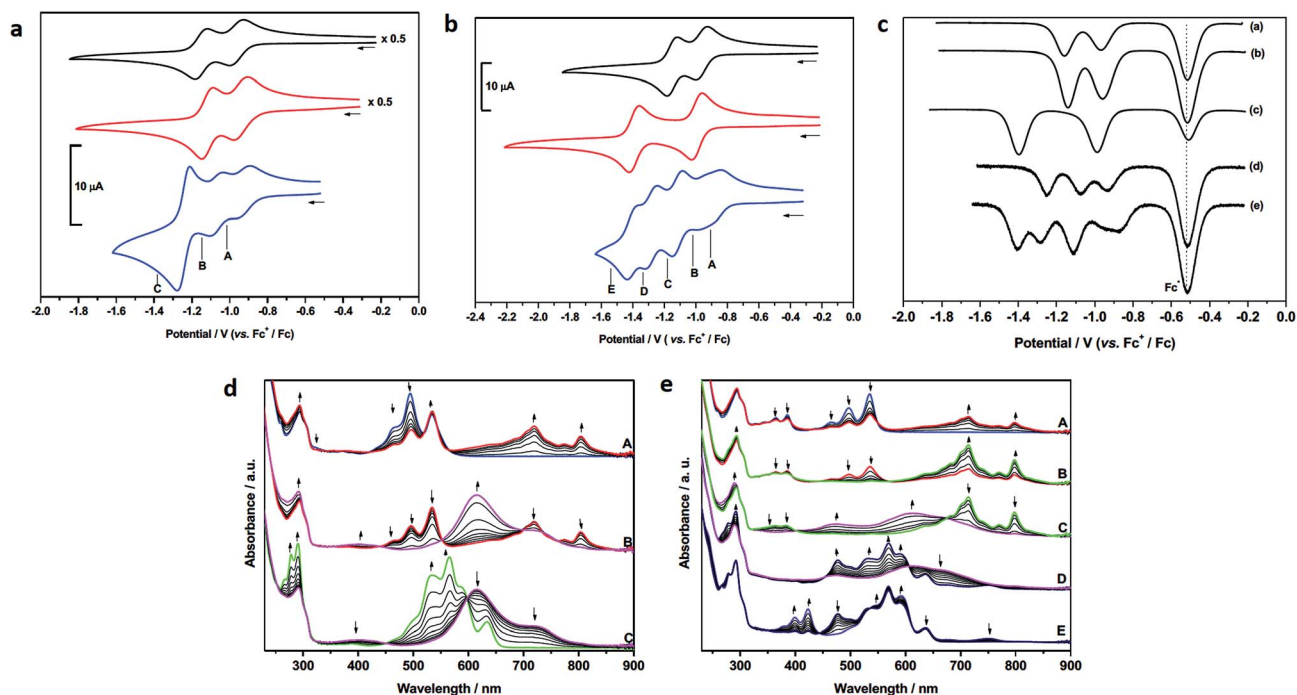 a
x 0.5
x 0.5
10 µA
A
B
C
-2.0 -1.8 -1.6 -1.4 -1.2 -1.0 -0.8 -0.6 -0.4 -0.2 0.0
Potential / V (vs. Fc+ / Fc)
b
10 µA
A
B
C
D
E
-2.4 -2.2 -2.0 -1.8 -1.6 -1.4 -1.2 -1.0 -0.8 -0.6 -0.4 -0.2 0.0
Potential / V ( vs. Fc+ / Fc)
c
(a)
(b)
(c)
(d)
(e)
Fc*
-2.0 -1.8 -1.6 -1.4 -1.2 -1.0 -0.8 -0.6 -0.4 -0.2 0.0
Potential / V (vs. Fc+ / Fc)
d
Absorbance / a.u.
A
B
C
300 400 500 600 700 800 900
Wavelength / nm
e
Absorbance / a.u.
A
B
C
D
E
300 400 500 600 700 800 900
Wavelength / nm